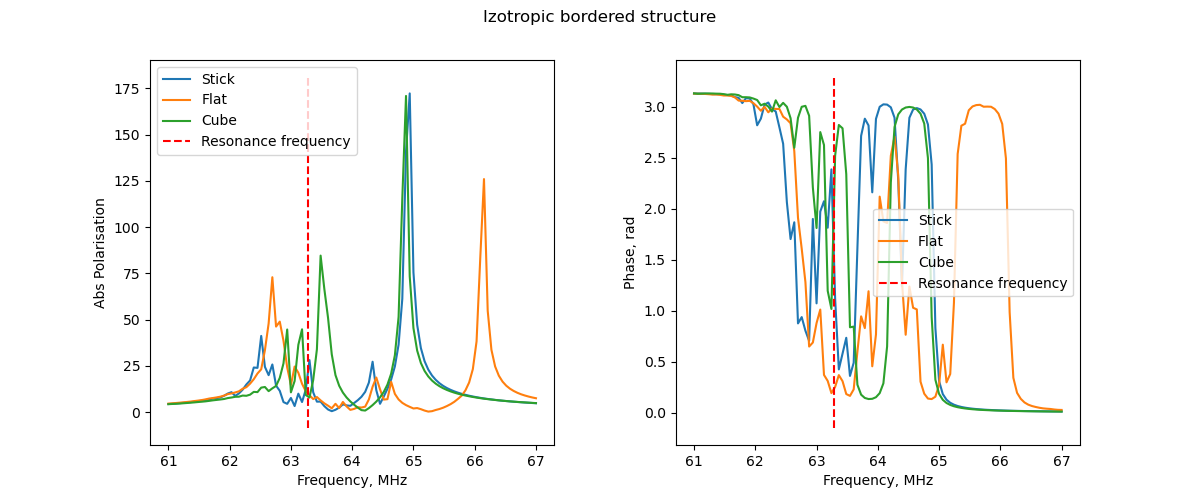 Izotropic bordered structure
Abs Polarisation
175
150
125
100
75
50
25
0
Stick
Flat
Cube
Resonance frequency
61 62 63 64 65 66 67
Frequency, MHz
Phase, rad
3.0
2.5
2.0
1.5
1.0
0.5
0.0
Stick
Flat
Cube
Resonance frequency
61 62 63 64 65 66 67
Frequency, MHz